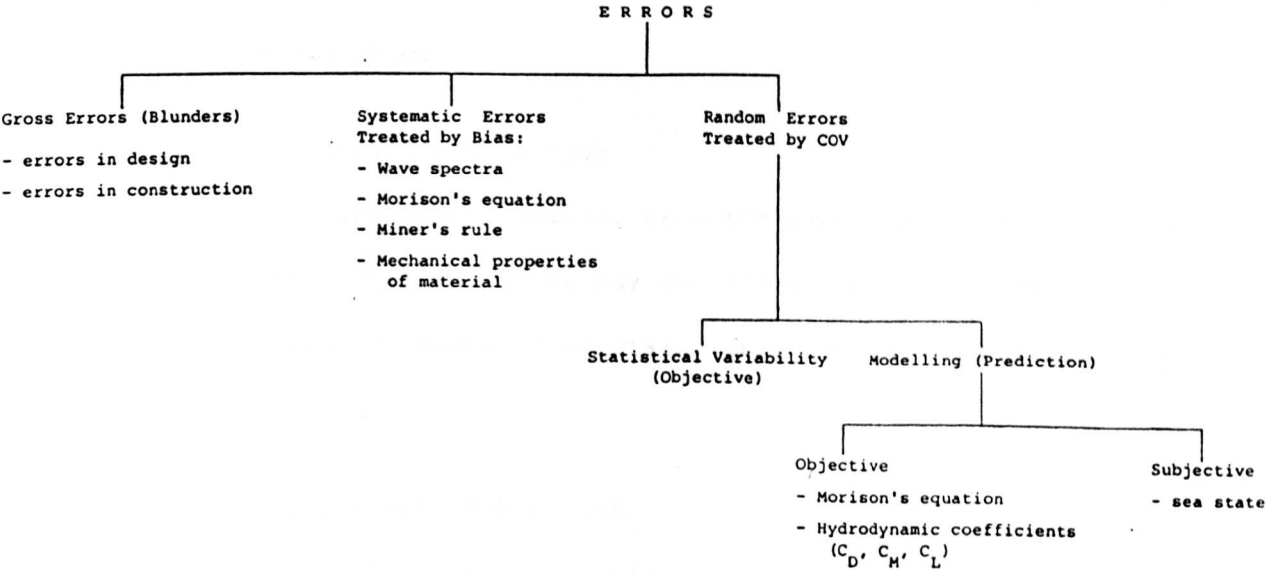 E R R O R S
Gross Errors (Blunders)
- errors in design
- errors in construction
Systematic Errors
Treated by Bias:
- Wave spectra
- Morison's equation
- Miner's rule
- Mechanical properties
of material
Random Errors
Treated by COV
Statistical Variability
(Objective)
Modelling (Prediction)
Objective
- Morison's equation
- Hydrodynamic coefficients
(C_D, C_M, C_L)
Subjective
- sea state